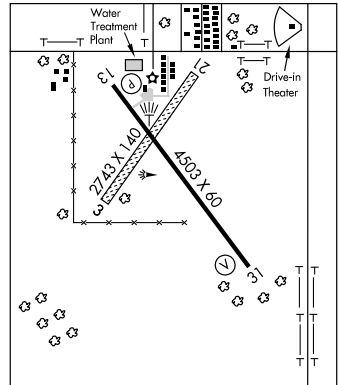 Water
Treatment
Plant
Drive-in
Theater
13
P
21
2743 X 140
4503 X 60
3
V
31